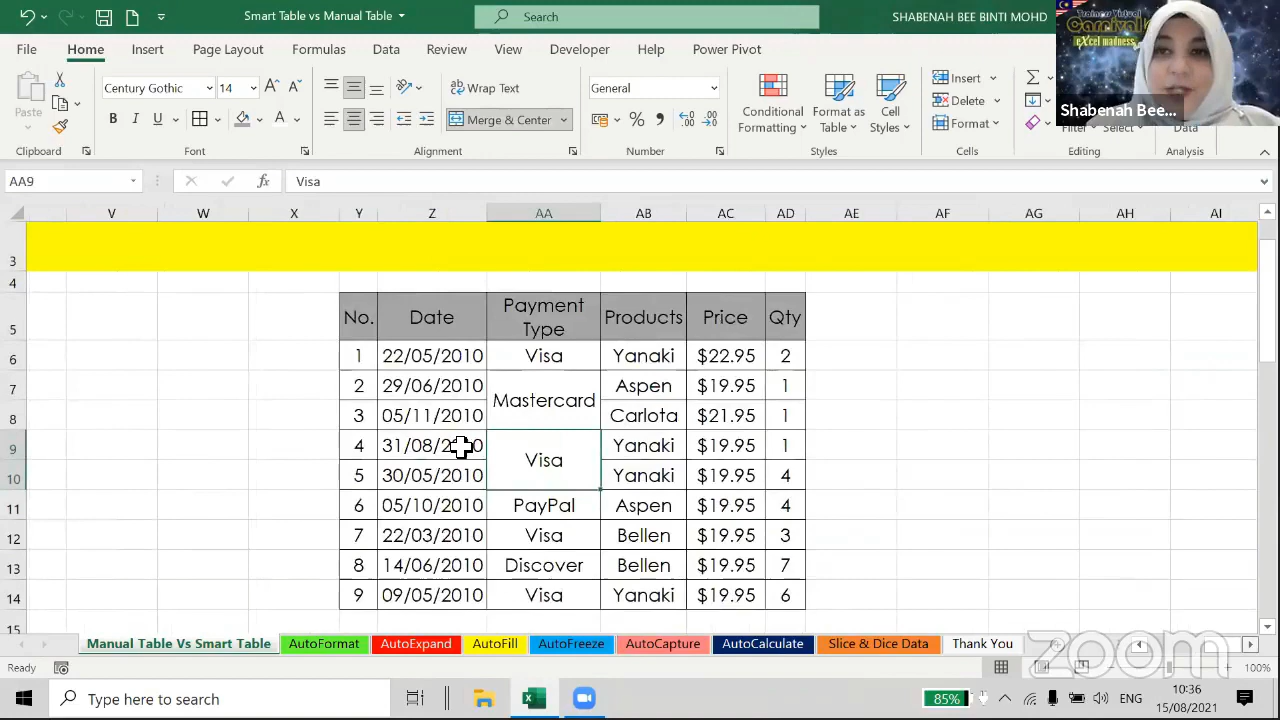 Smart Table vs Manual Table
Search
SHABENAH BEE BINTI MOHD
File Home Insert Page Layout Formulas Data Review View Developer Help Power Pivot
Trainers Virtual
Carnival
eXcel madness
Shabenah Bee...
Paste
Clipboard
Century Gothic 14
B I U
Font
Wrap Text
Merge & Center
Alignment
General
Number
Conditional Formatting
Format as Table
Cell Styles
Styles
Insert
Delete
Format
Cells
Filter Select
Editing
Data
Analysis
AA9 fx Visa
V W X Y Z AA AB AC AD AE AF AG AH AI
3
4
5 No. Date Payment Type Products Price Qty
6 1 22/05/2010 Visa Yanaki $22.95 2
7 2 29/06/2010 Mastercard Aspen $19.95 1
8 3 05/11/2010 Carlota $21.95 1
9 4 31/08/2010 Visa Yanaki $19.95 1
10 5 30/05/2010 Yanaki $19.95 4
11 6 05/10/2010 PayPal Aspen $19.95 4
12 7 22/03/2010 Visa Bellen $19.95 3
13 8 14/06/2010 Discover Bellen $19.95 7
14 9 09/05/2010 Visa Yanaki $19.95 6
15
Manual Table Vs Smart Table AutoFormat AutoExpand AutoFill AutoFreeze AutoCapture AutoCalculate Slice & Dice Data Thank You
zoom
Ready
100%
Type here to search
85%
ENG
10:36
15/08/2021